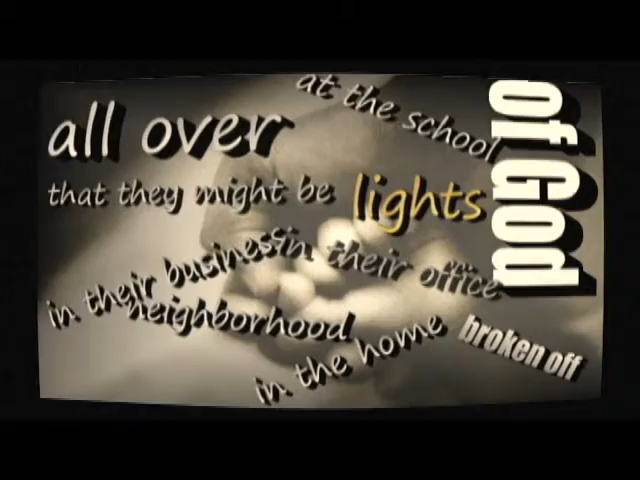 at the school
of God
all over
that they might be lights
in their business
in their office
neighborhood
in the home
broken off